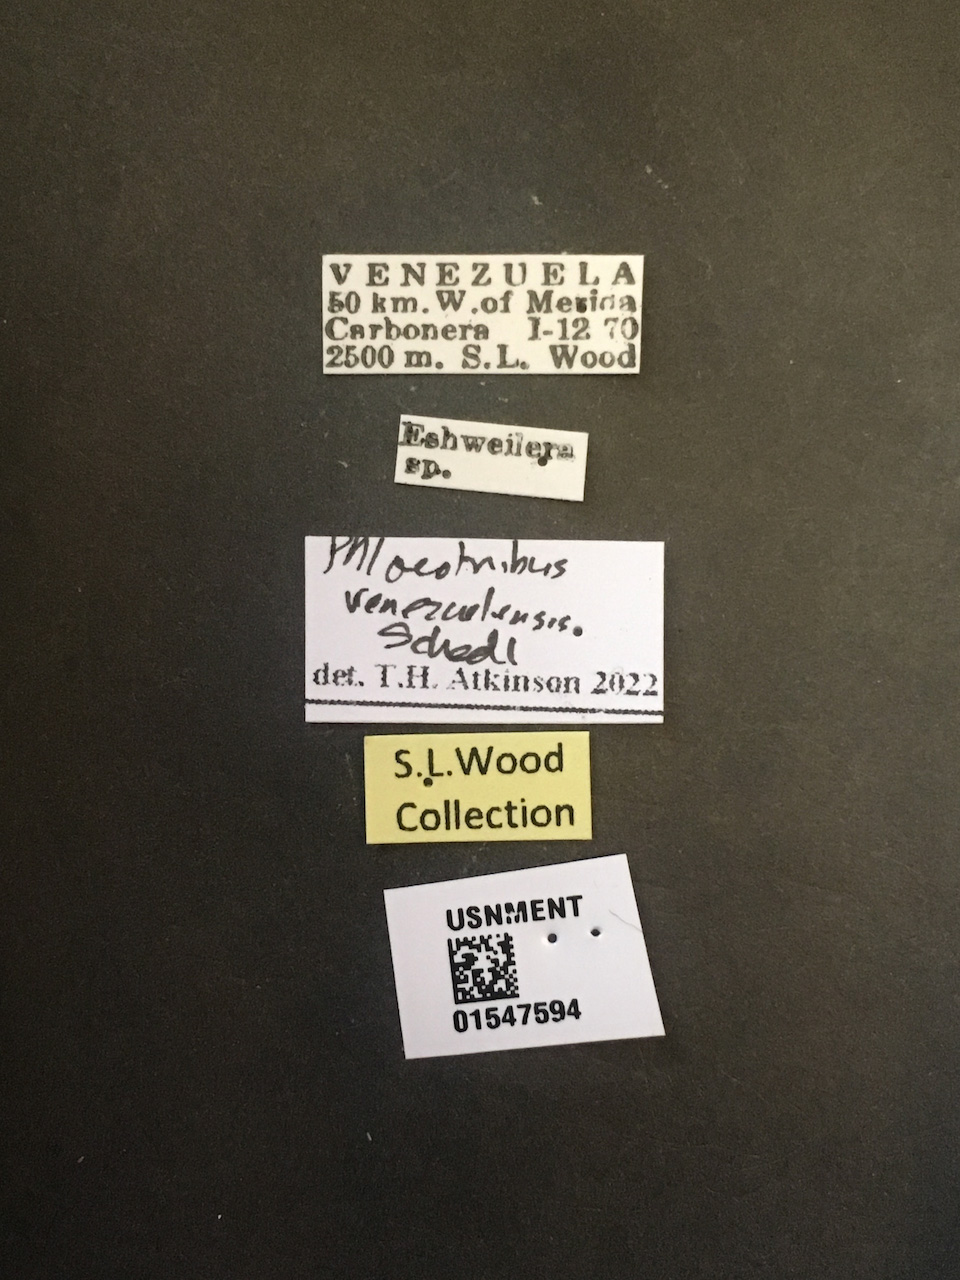 VENEZUELA
50 km. W. of Merida
Carbonera I-12 70
2500 m. S.L. Wood
Eshweilera
sp.
Phloeotribus
venezuelensis.
Schedl
det. T.H. Atkinson 2022
S.L.Wood
Collection
USNMENT
01547594